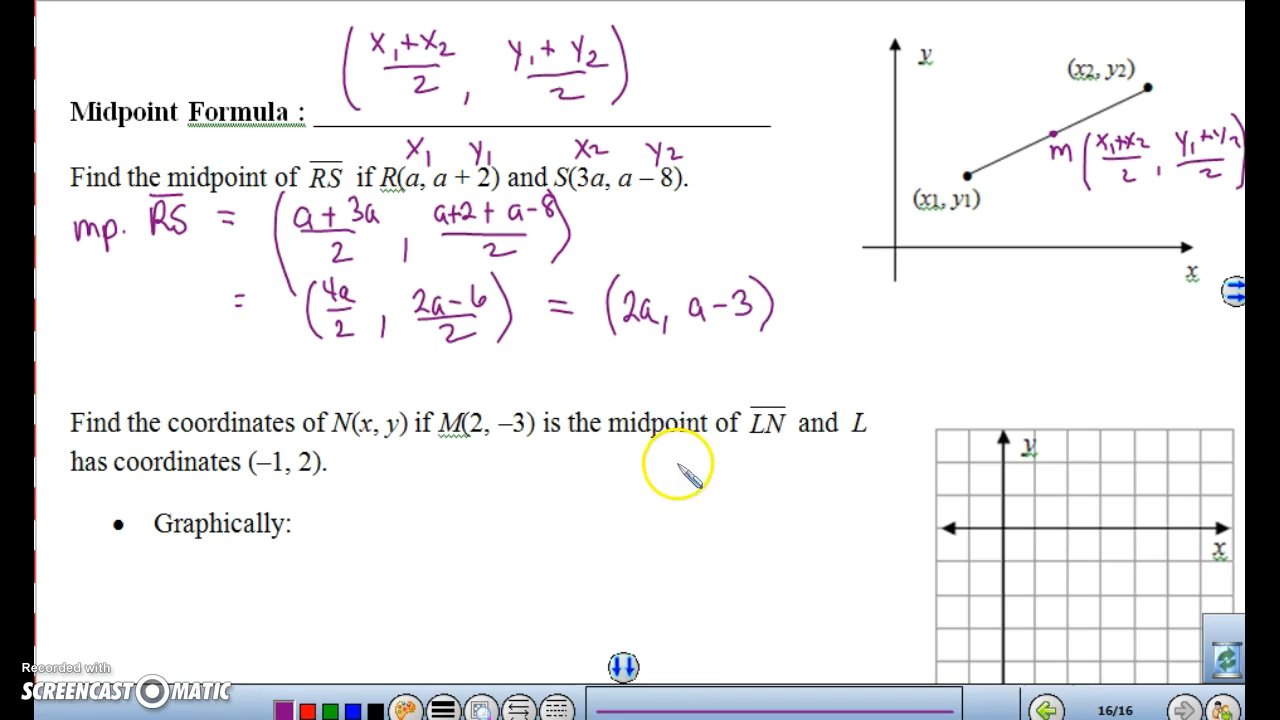 (x₁+x₂/2, y₁+y₂/2)
Midpoint Formula :
x₁ y₁ x₂ y₂
Find the midpoint of RS if R(a, a + 2) and S(3a, a – 8).
mp. RS = (a+3a/2, a+2+a-8/2)
= (4a/2, 2a-6/2) = (2a, a-3)
y
(x2, y2)
m (x₁+x₂/2, y₁+y₂/2)
(x1, y1)
x
Find the coordinates of N(x, y) if M(2, –3) is the midpoint of LN and L
has coordinates (–1, 2).
• Graphically:
y
x
Recorded with
SCREENCAST MATIC
16/16